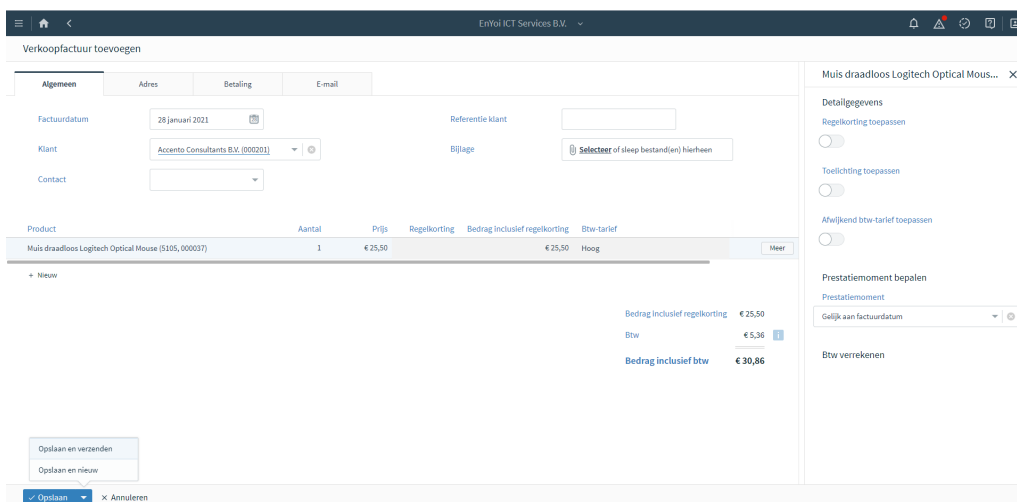 EnYoi ICT Services B.V.
Verkoopfactuur toevoegen
Algemeen Adres Betaling E-mail
Factuurdatum 28 januari 2021 Referentie klant
Klant Accento Consultants B.V. (000201) Bijlage Selecteer of sleep bestand(en) hierheen
Contact
Product Aantal Prijs Regelkorting Bedrag inclusief regelkorting Btw-tarief
Muis draadloos Logitech Optical Mouse (5105, 000037) 1 € 25,50 € 25,50 Hoog Meer
+ Nieuw
Bedrag inclusief regelkorting € 25,50
Btw € 5,36 i
Bedrag inclusief btw € 30,86
Opslaan en verzenden
Opslaan en nieuw
Opslaan Annuleren
Muis draadloos Logitech Optical Mous...
Detailgegevens
Regelkorting toepassen
Toelichting toepassen
Afwijkend btw-tarief toepassen
Prestatiemoment bepalen
Prestatiemoment
Gelijk aan factuurdatum
Btw verrekenen